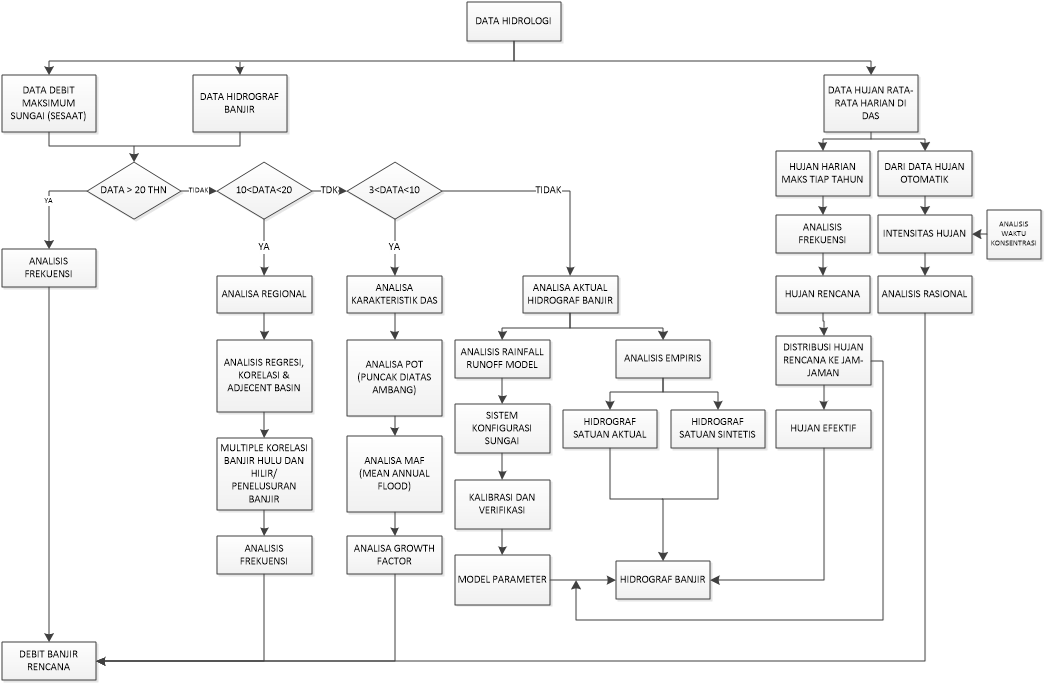 DATA HIDROLOGI
DATA DEBIT
MAKSIMUM
SUNGAI (SESAAT)
DATA HIDROGRAF
BANJIR
DATA HUJAN RATA-
RATA HARIAN DI
DAS
HUJAN HARIAN
MAKS TIAP TAHUN
DARI DATA HUJAN
OTOMATIK
DATA > 20 THN
TIDAK
10<DATA<20
TDK
3<DATA<10
TIDAK
YA
YA
YA
ANALISIS
FREKUENSI
INTENSITAS HUJAN
ANALISIS
WAKTU
KONSENTRASI
ANALISIS
FREKUENSI
ANALISA REGIONAL
ANALISA
KARAKTERISTIK DAS
ANALISA AKTUAL
HIDROGRAF BANJIR
HUJAN RENCANA
ANALISIS RASIONAL
ANALISIS REGRESI,
KORELASI &
ADJECENT BASIN
ANALISA POT
(PUNCAK DIATAS
AMBANG)
ANALISIS RAINFALL
RUNOFF MODEL
ANALISIS EMPIRIS
DISTRIBUSI HUJAN
RENCANA KE JAM-
JAMAN
SISTEM
KONFIGURASI
SUNGAI
HIDROGRAF
SATUAN AKTUAL
HIDROGRAF
SATUAN SINTETIS
HUJAN EFEKTIF
MULTIPLE KORELASI
BANJIR HULU DAN
HILIR/
PENELUSURAN
BANJIR
ANALISA MAF
(MEAN ANNUAL
FLOOD)
KALIBRASI DAN
VERIFIKASI
ANALISIS
FREKUENSI
ANALISA GROWTH
FACTOR
MODEL PARAMETER
HIDROGRAF BANJIR
DEBIT BANJIR
RENCANA